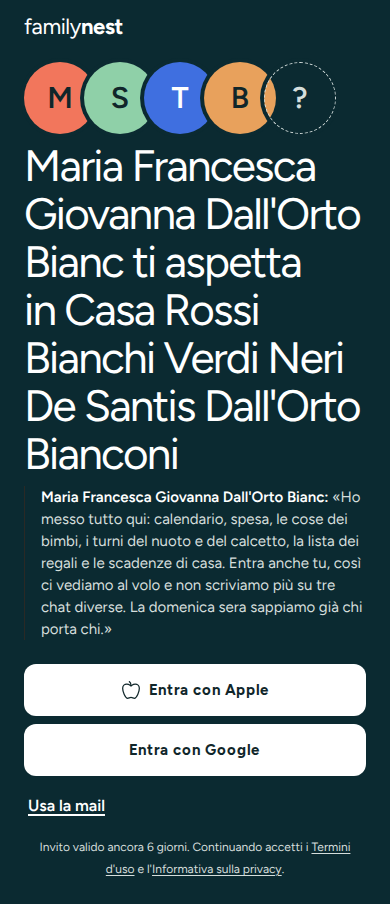 familynest
M S T B ?
Maria Francesca
Giovanna Dall'Orto
Bianc ti aspetta
in Casa Rossi
Bianchi Verdi Neri
De Santis Dall'Orto
Bianconi
Maria Francesca Giovanna Dall'Orto Bianc: «Ho
messo tutto qui: calendario, spesa, le cose dei
bimbi, i turni del nuoto e del calcetto, la lista dei
regali e le scadenze di casa. Entra anche tu, così
ci vediamo al volo e non scriviamo più su tre
chat diverse. La domenica sera sappiamo già chi
porta chi.»
Entra con Apple
Entra con Google
Usa la mail
Invito valido ancora 6 giorni. Continuando accetti i Termini
d'uso e l'Informativa sulla privacy.